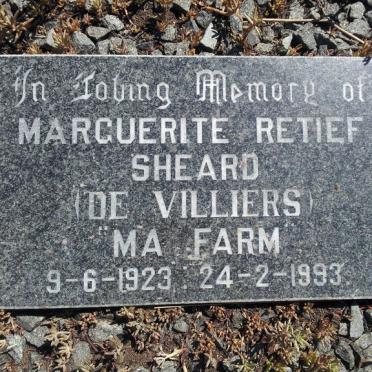 In Loving Memory of
MARGUERITE RETIEF
SHEARD
(DE VILLIERS)
"MA FARM"
9-6-1923 24-2-1993